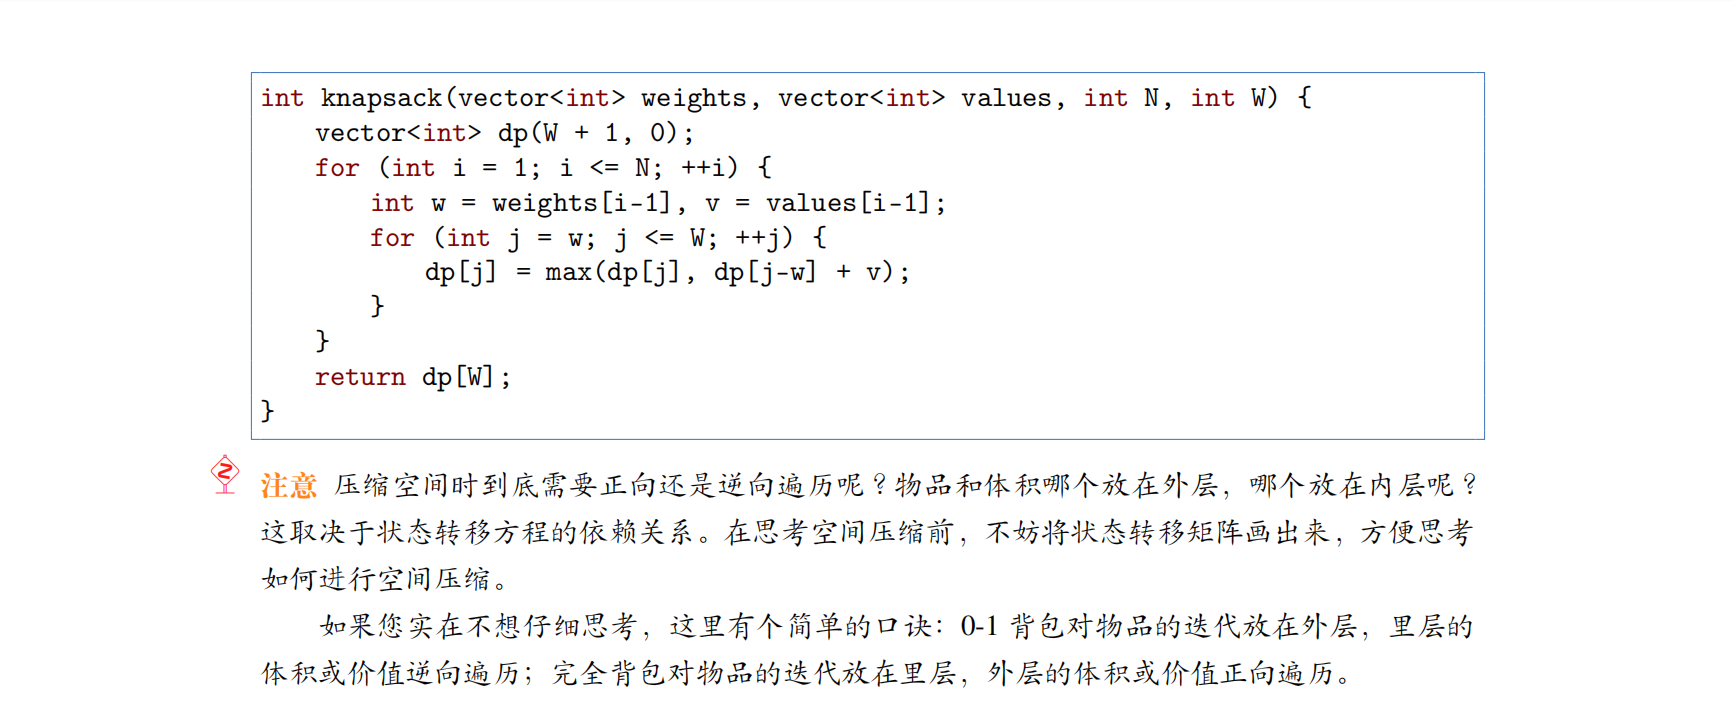 int knapsack(vector<int> weights, vector<int> values, int N, int W) {
    vector<int> dp(W + 1, 0);
    for (int i = 1; i <= N; ++i) {
        int w = weights[i-1], v = values[i-1];
        for (int j = w; j <= W; ++j) {
            dp[j] = max(dp[j], dp[j-w] + v);
        }
    }
    return dp[W];
}
注意 压缩空间时到底需要正向还是逆向遍历呢？物品和体积哪个放在外层，哪个放在内层呢？
这取决于状态转移方程的依赖关系。在思考空间压缩前，不妨将状态转移矩阵画出来，方便思考
如何进行空间压缩。
如果您实在不想仔细思考，这里有个简单的口诀：0-1 背包对物品的迭代放在外层，里层的
体积或价值逆向遍历；完全背包对物品的迭代放在里层，外层的体积或价值正向遍历。